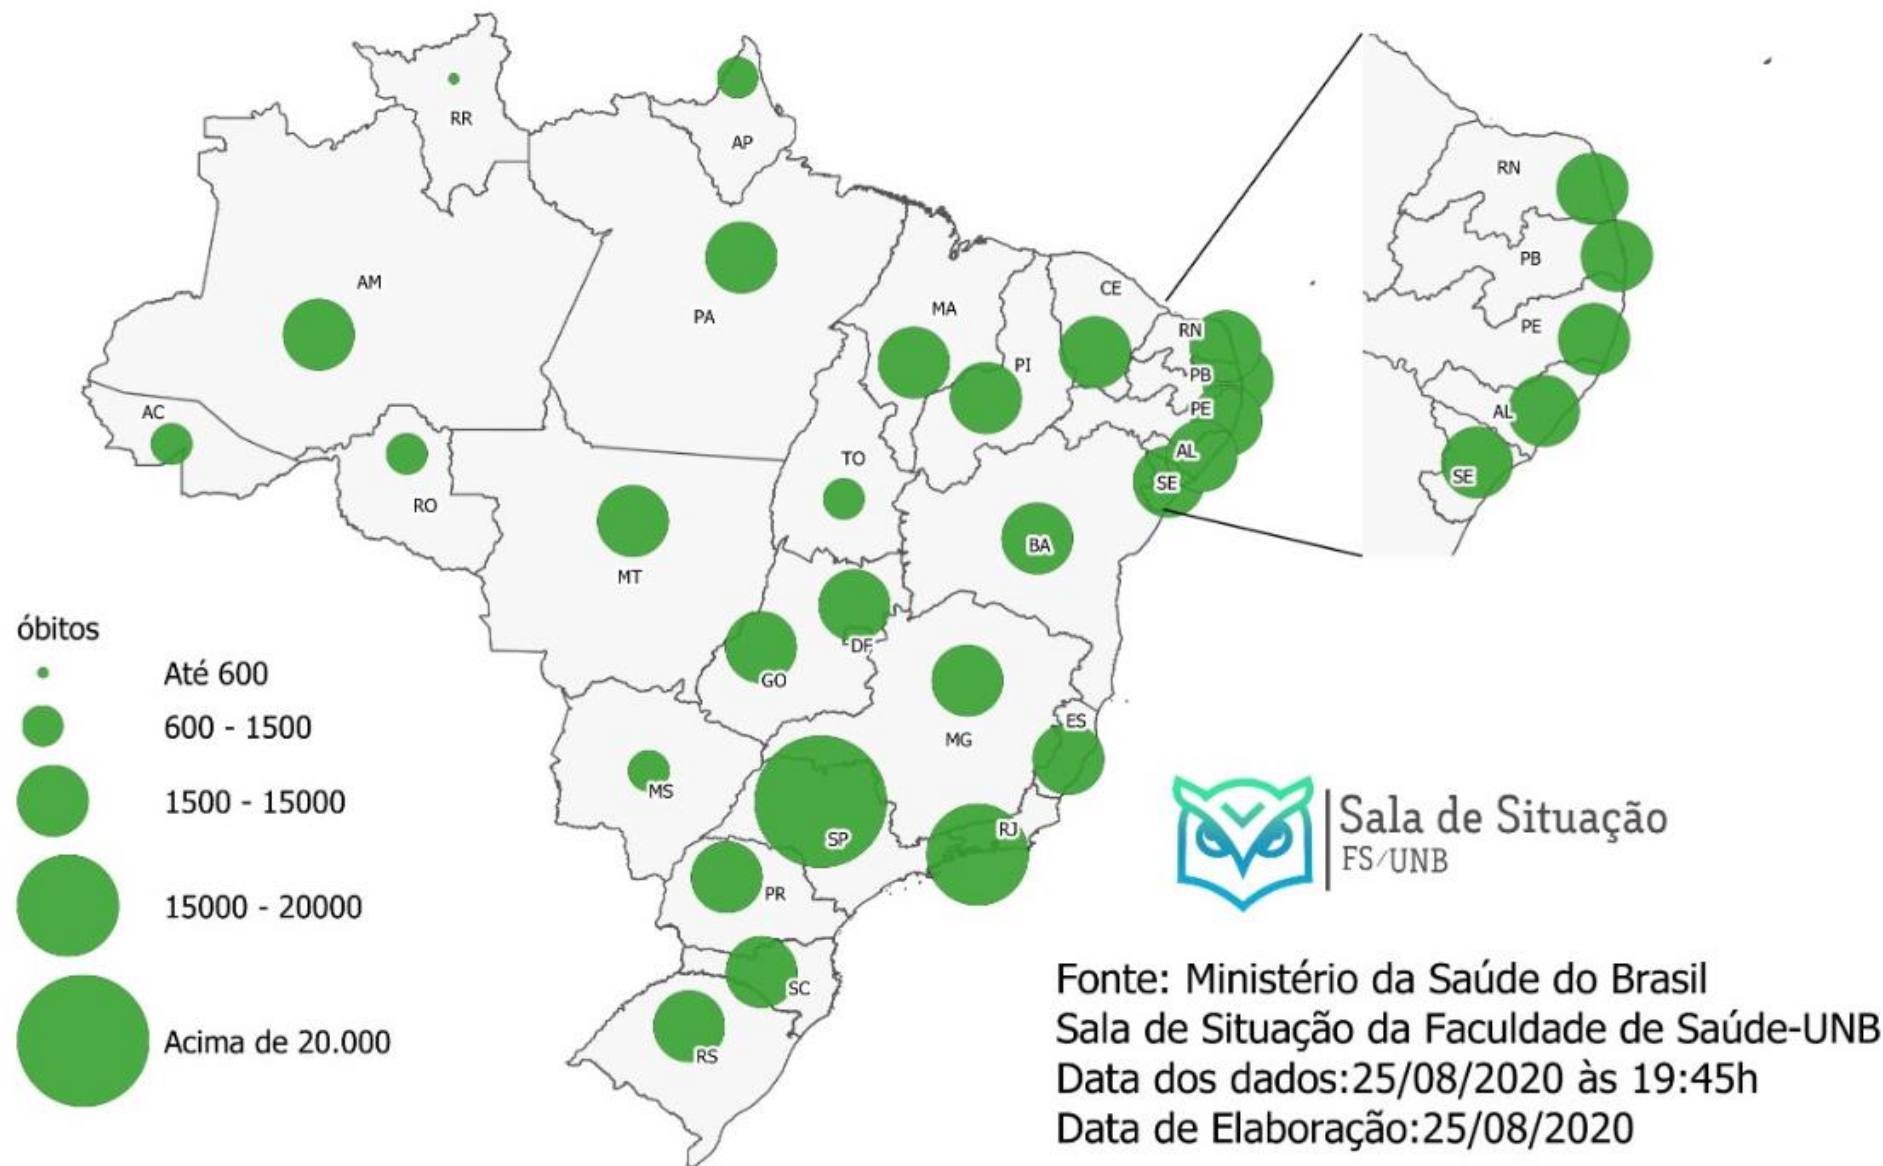 RR
AP
AM
PA
MA
CE
PI
RN
PB
PE
AL
SE
AC
RO
TO
BA
MT
DF
GO
MG
ES
MS
SP
RJ
PR
SC
RS
RN
PB
PE
AL
SE
óbitos
Até 600
600 - 1500
1500 - 15000
15000 - 20000
Acima de 20.000
Sala de Situação
FS/UNB
Fonte: Ministério da Saúde do Brasil
Sala de Situação da Faculdade de Saúde-UNB
Data dos dados:25/08/2020 às 19:45h
Data de Elaboração:25/08/2020